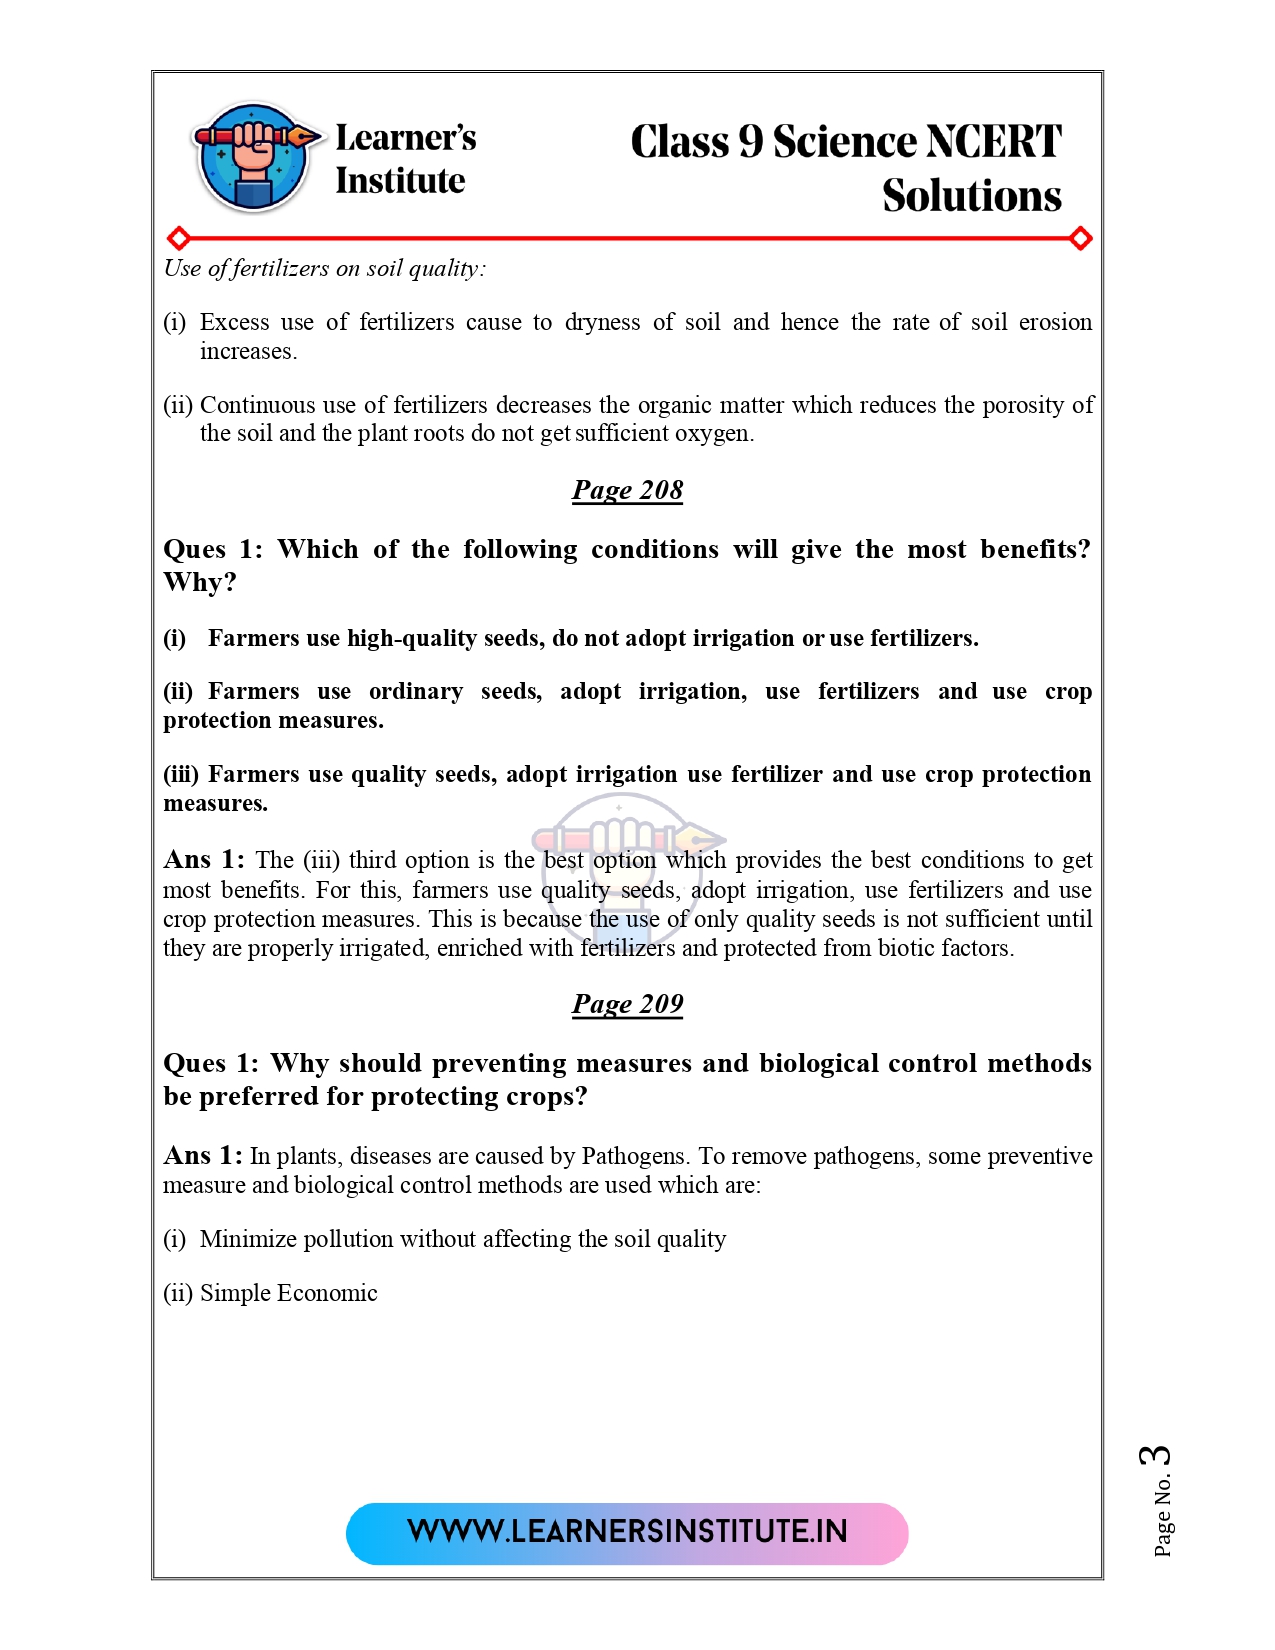 Learner's
Institute
Class 9 Science NCERT
Solutions
Use of fertilizers on soil quality:
(i) Excess use of fertilizers cause to dryness of soil and hence the rate of soil erosion
increases.
(ii) Continuous use of fertilizers decreases the organic matter which reduces the porosity of
the soil and the plant roots do not get sufficient oxygen.
Page 208
Ques 1: Which of the following conditions will give the most benefits?
Why?
(i) Farmers use high-quality seeds, do not adopt irrigation or use fertilizers.
(ii) Farmers use ordinary seeds, adopt irrigation, use fertilizers and use crop
protection measures.
(iii) Farmers use quality seeds, adopt irrigation use fertilizer and use crop protection
measures.
Ans 1: The (iii) third option is the best option which provides the best conditions to get
most benefits. For this, farmers use quality seeds, adopt irrigation, use fertilizers and use
crop protection measures. This is because the use of only quality seeds is not sufficient until
they are properly irrigated, enriched with fertilizers and protected from biotic factors.
Page 209
Ques 1: Why should preventing measures and biological control methods
be preferred for protecting crops?
Ans 1: In plants, diseases are caused by Pathogens. To remove pathogens, some preventive
measure and biological control methods are used which are:
(i) Minimize pollution without affecting the soil quality
(ii) Simple Economic
Page No. 3
WWW.LEARNERSINSTITUTE.IN